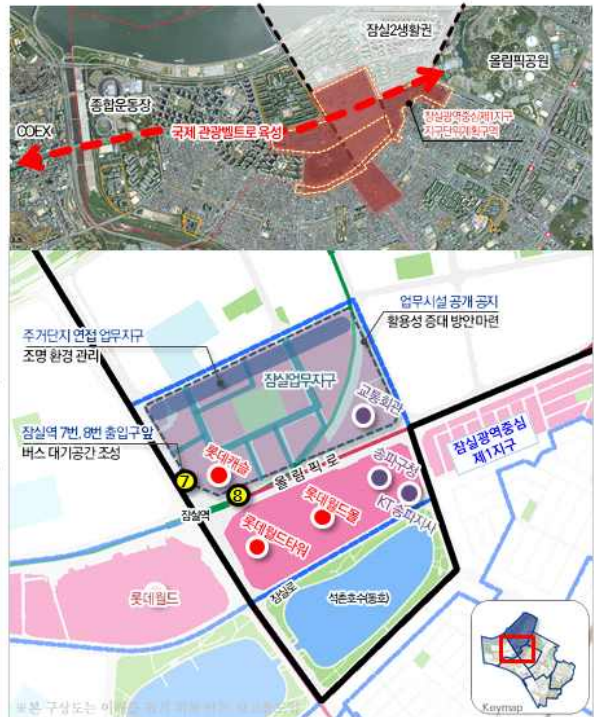 잠실2생활권
올림픽공원
종합운동장
COEX
국제 관광벨트로 육성
잠실광역중심제1지구
지구단위계획구역
업무시설 공개 공지
활용성 증대 방안마련
주거단지 연접 업무지구
조명 환경 관리
잠실업무지구
교통회관
잠실역 7번, 8번 출입구 앞
버스 대기공간 조성
잠실광역중심
제1지구
롯데캐슬
올림픽로
송파구청
7
8
잠실역
롯데월드몰
KT 송파지사
롯데월드타워
롯데월드
잠실로
석촌호수(동호)
※본 구상도는
Keymap